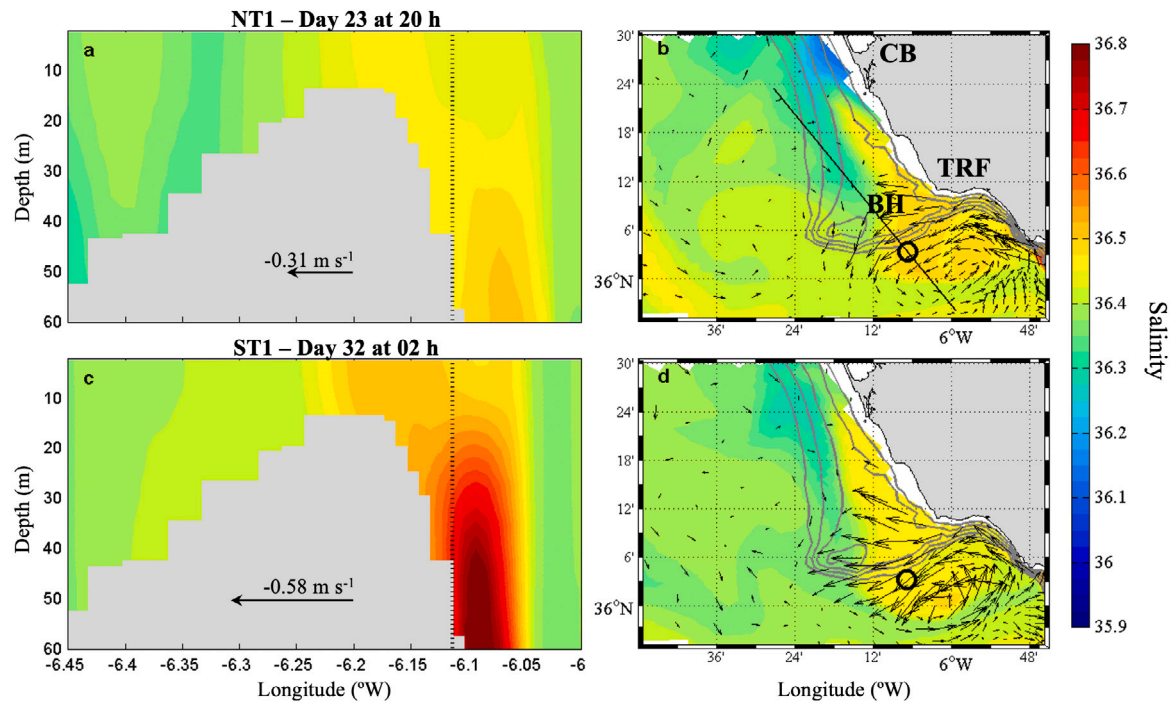 NT1 – Day 23 at 20 h
a
Depth (m)
10
20
30
40
50
60
-0.31 m s⁻¹
b
CB
TRF
BH
30'
24'
18'
12'
6'
36°N
36'
24'
12'
6°W
48'
ST1 – Day 32 at 02 h
c
Depth (m)
10
20
30
40
50
60
-0.58 m s⁻¹
-6.45 -6.4 -6.35 -6.3 -6.25 -6.2 -6.15 -6.1 -6.05 -6
Longitude (ºW)
d
30'
24'
18'
12'
6'
36°N
36'
24'
12'
6°W
48'
Longitude (ºW)
36.8
36.7
36.6
36.5
36.4
36.3
36.2
36.1
36
35.9
Salinity